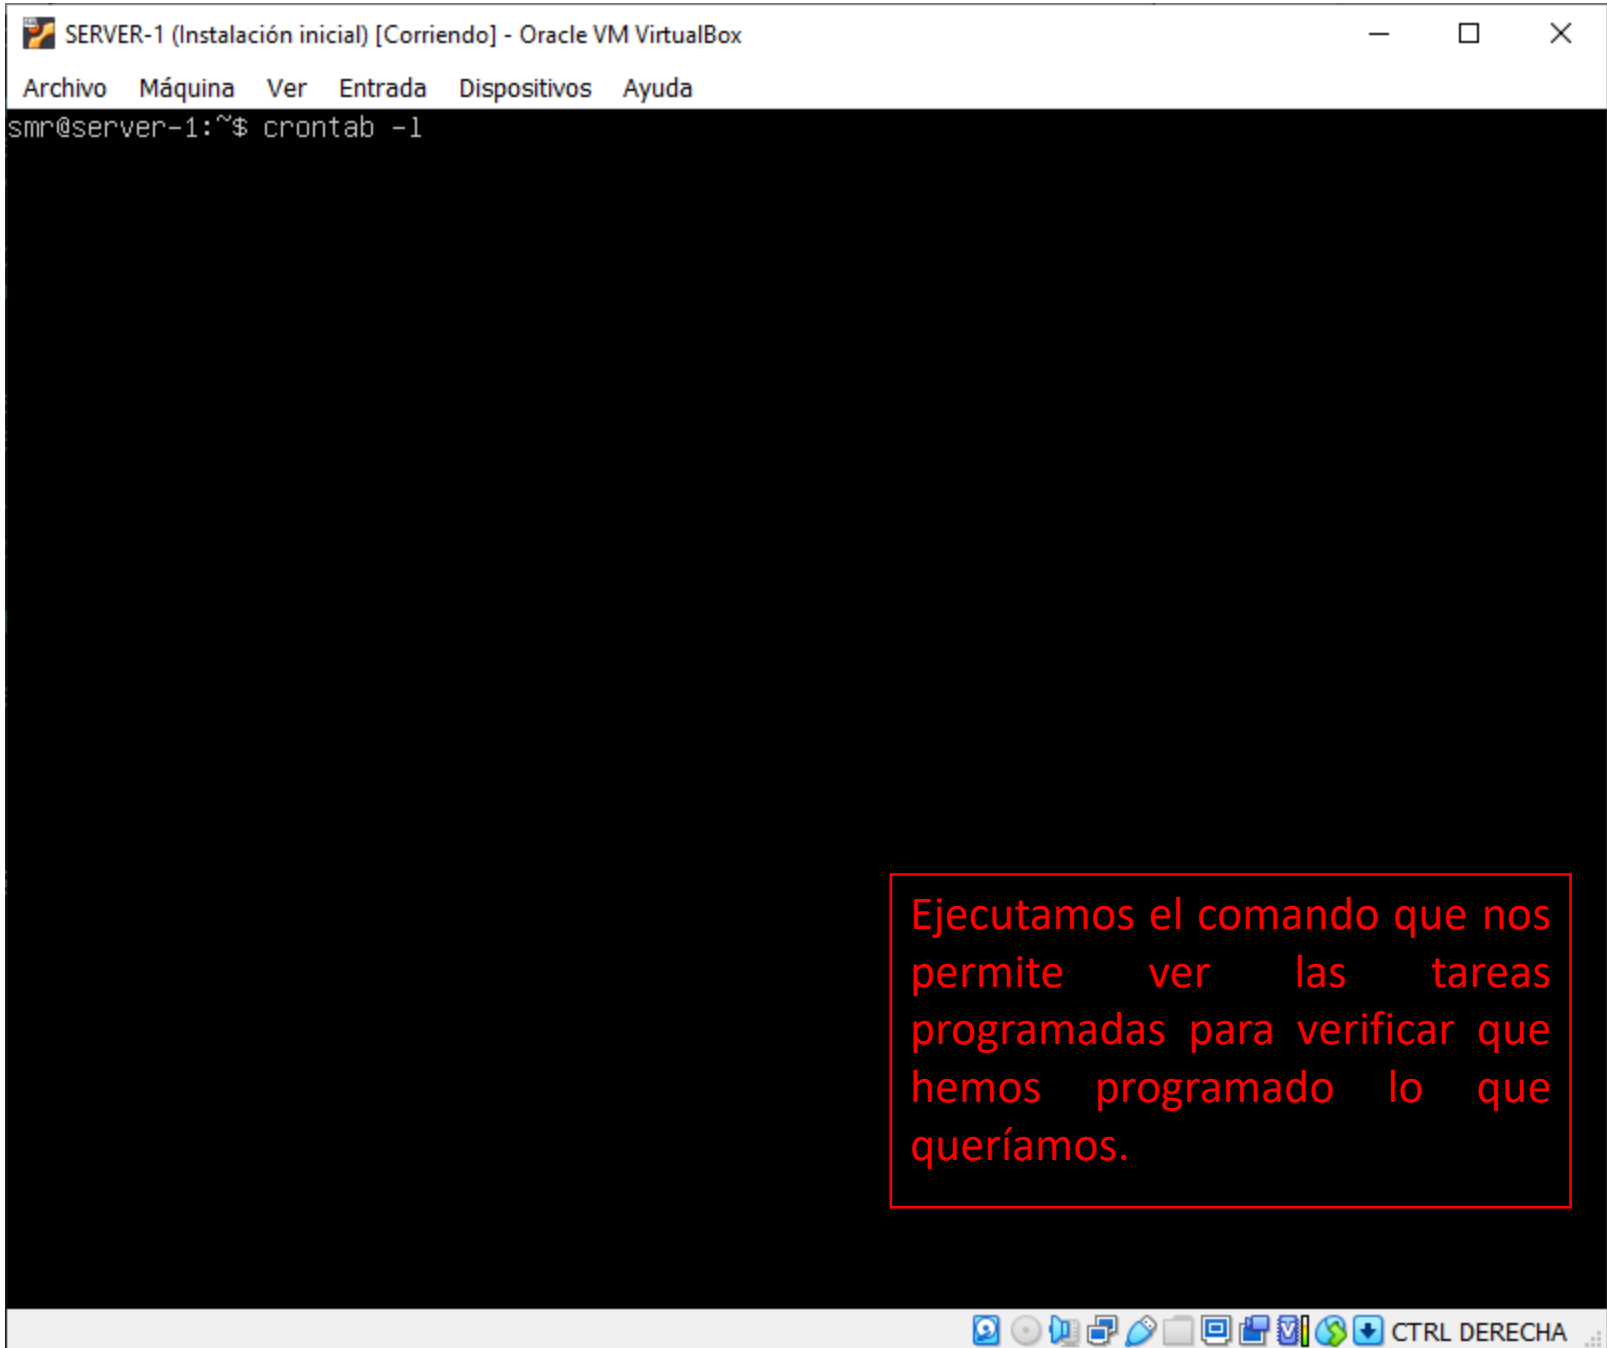 SERVER-1 (Instalación inicial) [Corriendo] - Oracle VM VirtualBox
Archivo Máquina Ver Entrada Dispositivos Ayuda
smr@server-1:~$ crontab -l
Ejecutamos el comando que nos
permite ver las tareas
programadas para verificar que
hemos programado lo que
queríamos.
CTRL DERECHA